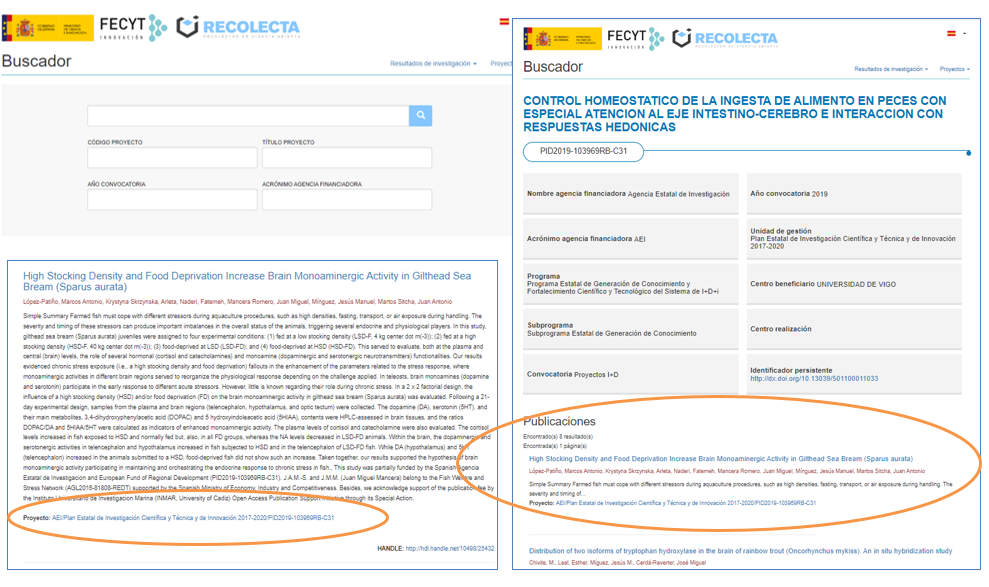 GOBIERNO DE ESPAÑA
MINISTERIO DE CIENCIA E INNOVACIÓN
FECYT
INNOVACIÓN
RECOLECTA
RECOLECTOR DE CIENCIA ABIERTA
Buscador
Resultados de investigación
Proyect
CÓDIGO PROYECTO
TÍTULO PROYECTO
AÑO CONVOCATORIA
ACRÓNIMO AGENCIA FINANCIADORA
High Stocking Density and Food Deprivation Increase Brain Monoaminergic Activity in Gilthead Sea
Bream (Sparus aurata)
López-Patiño, Marcos Antonio, Krystyna Skrzynska, Arleta, Naderi, Fatemeh, Mancera Romero, Juan Miguel, Mínguez, Jesús Manuel, Martos Sitcha, Juan Antonio
Simple Summary Farmed fish must cope with different stressors during aquaculture procedures, such as high densities, fasting, transport, or air exposure during handling. The
severity and timing of these stressors can produce important imbalances in the overall status of the animals, triggering several endocrine and physiological players. In this study,
gilthead sea bream (Sparus aurata) juveniles were assigned to four experimental conditions: (1) fed at a low stocking density (LSD-F, 4 kg center dot m(-3)); (2) fed at a high
stocking density (HSD-F, 40 kg center dot m(-3)); (3) food-deprived at LSD (LSD-FD); and (4) food-deprived at HSD (HSD-FD). This served to evaluate, both at the plasma and
central (brain) levels, the role of several hormonal (cortisol and catecholamines) and monoamine (dopaminergic and serotonergic neurotransmitters) functionalities. Our results
evidenced chronic stress exposure (i.e., a high stocking density and food deprivation) fallouts in the enhancement of the parameters related to the stress response, where
monoaminergic activities in different brain regions served to reorganize the physiological response depending on the challenge applied. In teleosts, brain monoamines (dopamine
and serotonin) participate in the early response to different acute stressors. However, little is known regarding their role during chronic stress. In a 2 x 2 factorial design, the
influence of a high stocking density (HSD) and/or food deprivation (FD) on the brain monoaminergic activity in gilthead sea bream (Sparus aurata) was evaluated. Following a 21-
day experimental design, samples from the plasma and brain regions (telencephalon, hypothalamus, and optic tectum) were collected. The dopamine (DA), serotonin (5HT), and
their main metabolites, 3,4-dihydroxyphenylacetic acid (DOPAC) and 5 hydroxyindoleacetic acid (5HIAA), contents were HPLC-assessed in brain tissues, and the ratios
DOPAC/DA and 5HIAA/5HT were calculated as indicators of enhanced monoaminergic activity. The plasma levels of cortisol and catecholamine were also evaluated. The cortisol
levels increased in fish exposed to HSD and normally fed but, also, in all FD groups, whereas the NA levels decreased in LSD-FD animals. Within the brain, the dopaminergic and
serotonergic activities in telencephalon and hypothalamus increased in fish subjected to HSD and in the telencephalon of LSD-FD fish. While DA (hypothalamus) and 5HT
(telencephalon) increased in the animals submitted to a HSD, food-deprived fish did not show such an increase. Taken together, our results supported the hypothesis of brain
monoaminergic activity participating in maintaining and orchestrating the endocrine response to chronic stress in fish.. This study was partially funded by the Spanish Agencia
Estatal de Investigación and European Fund of Regional Development (PID2019-103969RB-C31). J.A.M.-S. and J.M.M. (Juan Miguel Mancera) belong to the Fish Welfare and
Stress Network (AGL2016-81808-REDT) supported by the Spanish Ministry of Economy, Industry and Competitiveness. Besides, we acknowledge support of the publication fee by
the Instituto Universitario de Investigacion Marina (INMAR, University of Cadiz) Open Access Publication Support Initiative through its Special Action.
Proyecto: AEI/Plan Estatal de Investigación Científica y Técnica y de Innovación 2017-2020/PID2019-103969RB-C31
HANDLE: http://hdl.handle.net/10498/25432
FECYT
INNOVACIÓN
RECOLECTA
RECOLECTOR DE CIENCIA ABIERTA
Buscador
Resultados de investigación
Proyectos
CONTROL HOMEOSTATICO DE LA INGESTA DE ALIMENTO EN PECES CON
ESPECIAL ATENCION AL EJE INTESTINO-CEREBRO E INTERACCION CON
RESPUESTAS HEDONICAS
PID2019-103969RB-C31
Nombre agencia financiadora Agencia Estatal de Investigación
Año convocatoria 2019
Acrónimo agencia financiadora AEI
Unidad de gestión
Plan Estatal de Investigación Científica y Técnica y de Innovación
2017-2020
Programa
Programa Estatal de Generación de Conocimiento y
Fortalecimiento Científico y Tecnológico del Sistema de I+D+i
Centro beneficiario UNIVERSIDAD DE VIGO
Subprograma
Subprograma Estatal de Generación de Conocimiento
Centro realización
Convocatoria Proyectos I+D
Identificador persistente
http://dx.doi.org/10.13039/501100011033
Publicaciones
Encontrado(s) 8 resultado(s)
Encontrada(s) 1 página(s)
High Stocking Density and Food Deprivation Increase Brain Monoaminergic Activity in Gilthead Sea Bream (Sparus aurata)
López-Patiño, Marcos Antonio, Krystyna Skrzynska, Arleta, Naderi, Fatemeh, Mancera Romero, Juan Miguel, Mínguez, Jesús Manuel, Martos Sitcha, Juan Antonio
Simple Summary Farmed fish must cope with different stressors during aquaculture procedures, such as high densities, fasting, transport, or air exposure during handling. The
severity and timing of...
Proyecto: AEI/Plan Estatal de Investigación Científica y Técnica y de Innovación 2017-2020/PID2019-103969RB-C31
Distribution of two isoforms of tryptophan hydroxylase in the brain of rainbow trout (Oncorhynchus mykiss). An in situ hybridization study
Chivite, M., Leal, Esther, Míguez, Jesús M., Cerdá-Reverter, José Miguel